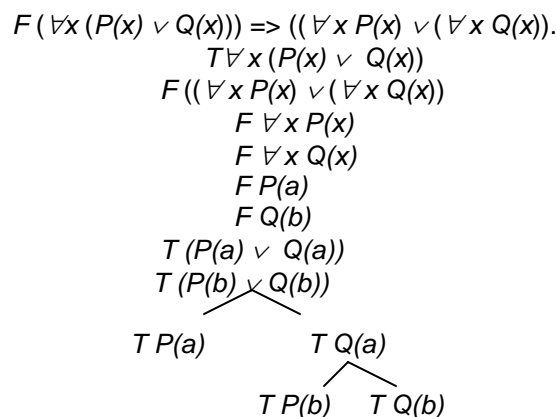 F ( ∀x (P(x) ∨ Q(x))) => ((∀ x P(x) ∨ (∀ x Q(x)).
T∀ x (P(x) ∨ Q(x))
F ((∀ x P(x) ∨ (∀ x Q(x))
F ∀ x P(x)
F ∀ x Q(x)
F P(a)
F Q(b)
T (P(a) ∨ Q(a))
T (P(b) ∨ Q(b))
T P(a) T Q(a)
T P(b) T Q(b)